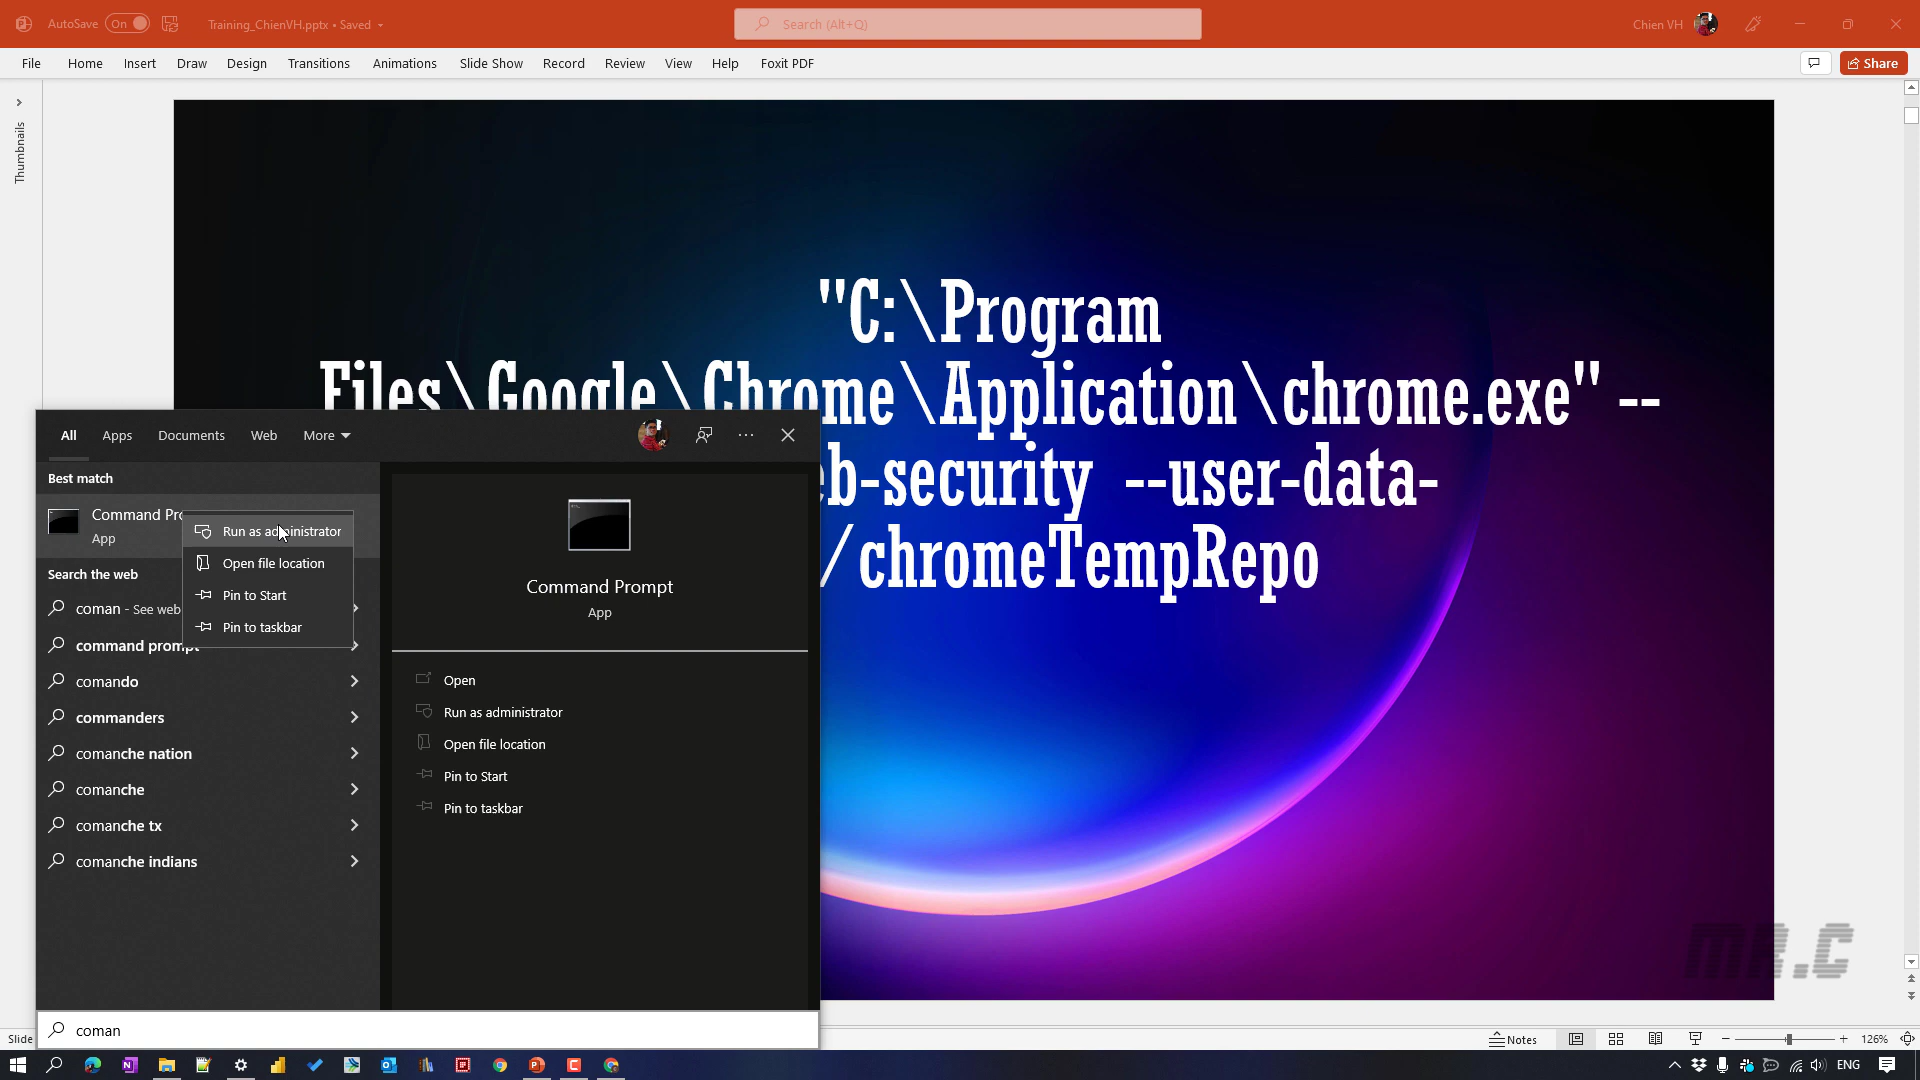 AutoSave
On
Training_ChienVH.pptx • Saved
Search (Alt+Q)
Chien VH
File
Home
Insert
Draw
Design
Transitions
Animations
Slide Show
Record
Review
View
Help
Foxit PDF
Share
Thumbnails
"C:\Program
Files\Google\Chrome\Application\chrome.exe" --
-security --user-data-
/chromeTempRepo
All
Apps
Documents
Web
More
Best match
Command
App
Run as administrator
Open file location
Pin to Start
Pin to taskbar
Search the web
coman - See web
command prompt
comando
commanders
comanche nation
comanche
comanche tx
comanche indians
Command Prompt
App
Open
Run as administrator
Open file location
Pin to Start
Pin to taskbar
coman
MR.C
Slide
Notes
126%
ENG